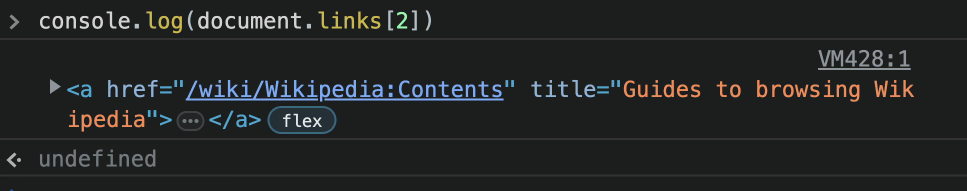 > console.log(document.links[2])
VM428:1
<a href="/wiki/Wikipedia:Contents" title="Guides to browsing Wik
ipedia">…</a> flex
undefined